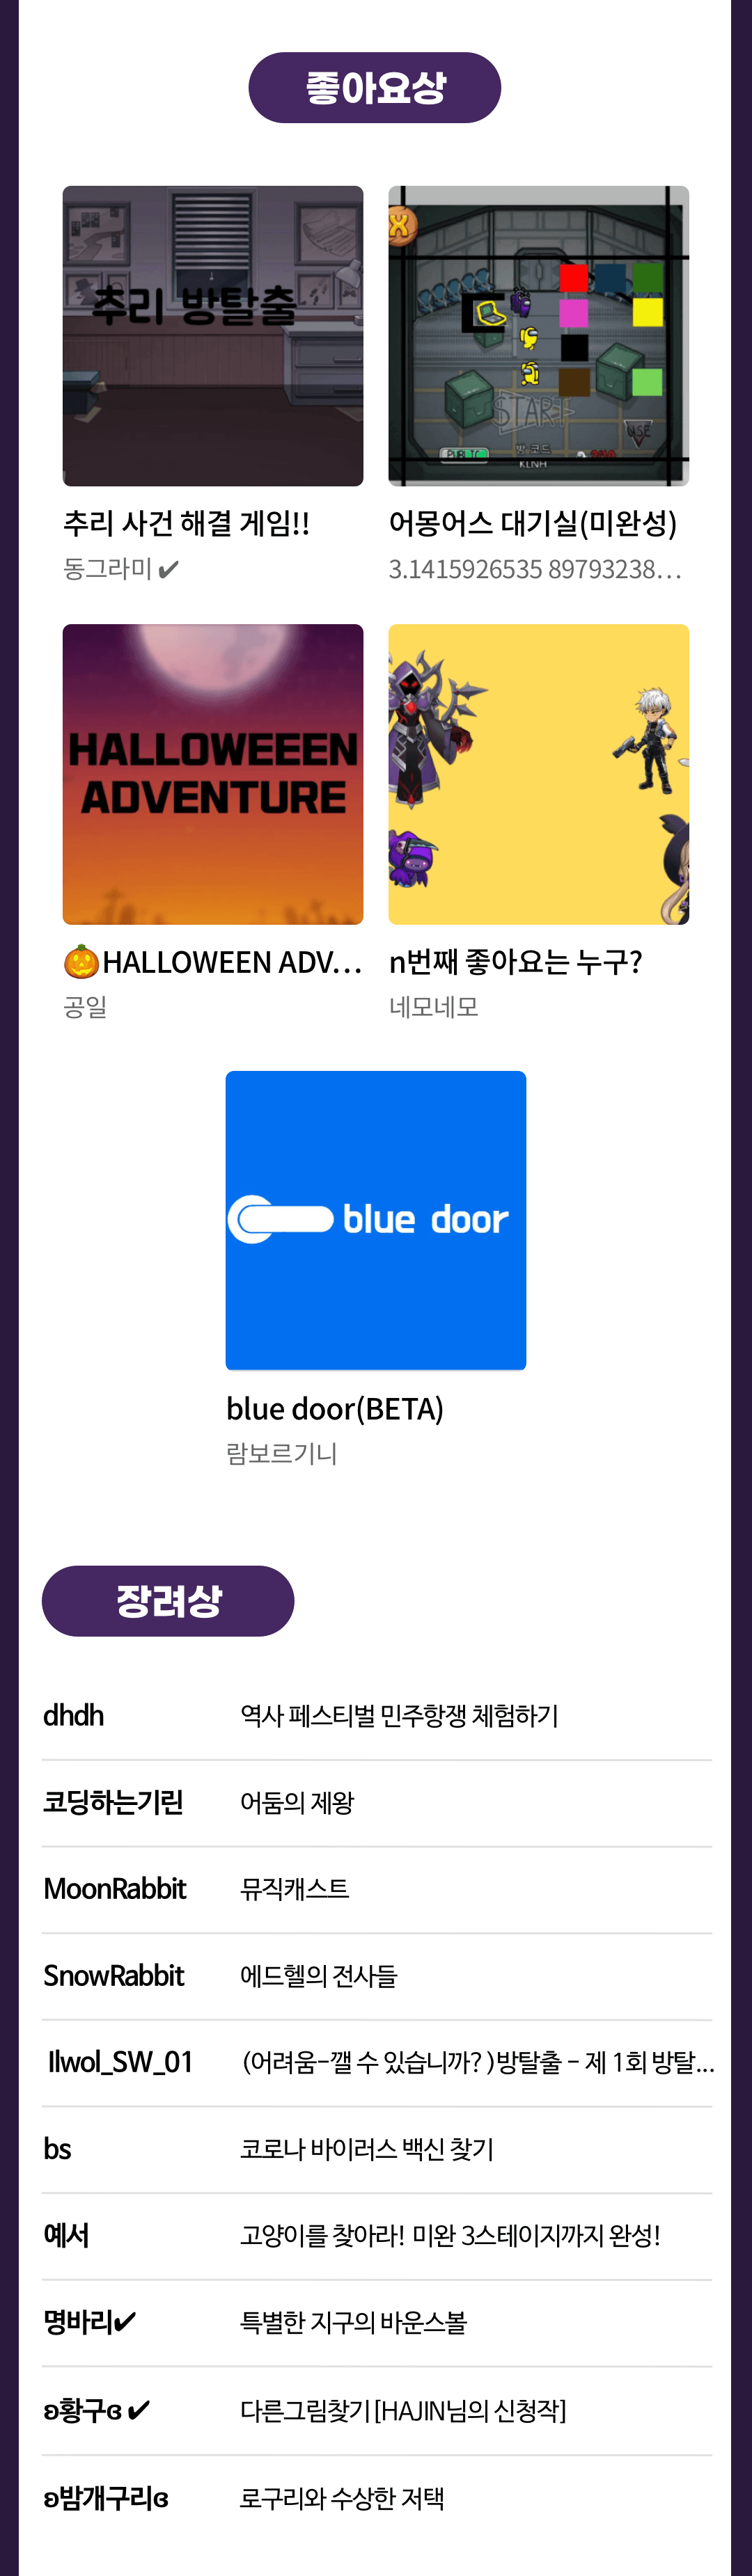 좋아요상
추리 방탈출
START
USE
방 코드
KLNH
추리 사건 해결 게임!!
어몽어스 대기실(미완성)
동그라미 ✔
3.1415926535 89793238...
HALLOWEEEN
ADVENTURE
🎃HALLOWEEN ADV...
n번째 좋아요는 누구?
공일
네모네모
blue door
blue door(BETA)
람보르기니
장려상
dhdh 역사 페스티벌 민주항쟁 체험하기
코딩하는기린 어둠의 제왕
MoonRabbit 뮤직캐스트
SnowRabbit 에드헬의 전사들
Ilwol_SW_01 (어려움-깰 수 있습니까?)방탈출 - 제 1회 방탈...
bs 코로나 바이러스 백신 찾기
예서 고양이를 찾아라! 미완 3스테이지까지 완성!
명바리✔ 특별한 지구의 바운스볼
ʚ황구ɞ ✔ 다른그림찾기[HAJIN님의 신청작]
ʚ밤개구리ɞ 로구리와 수상한 저택